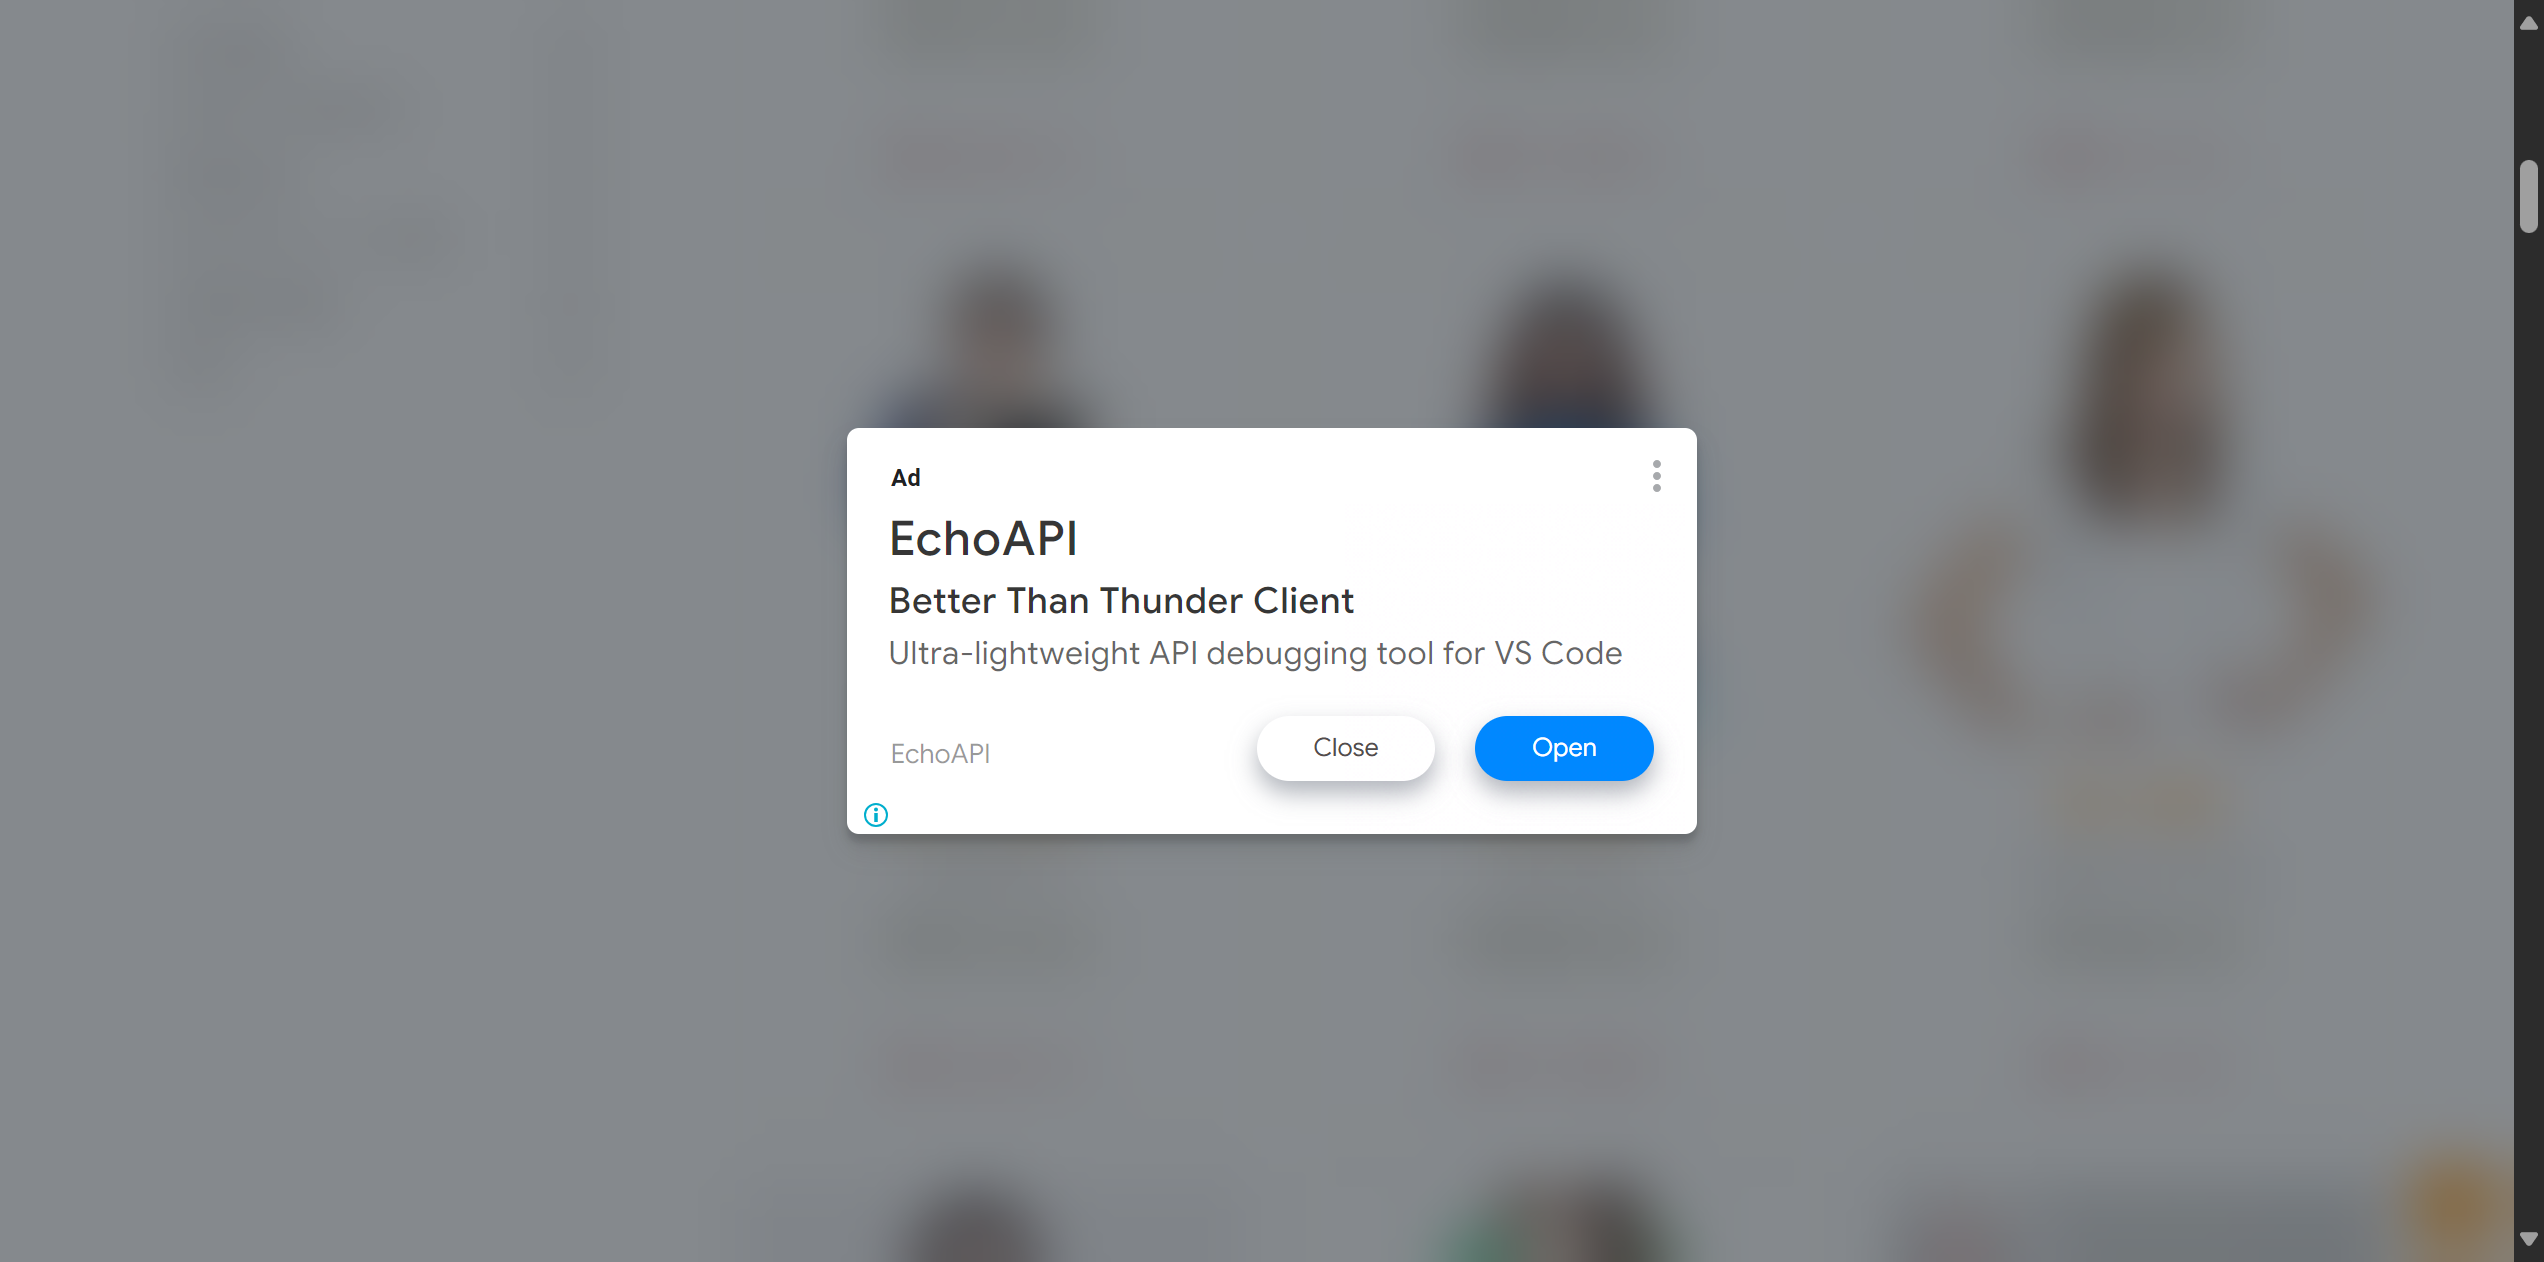 Ad
EchoAPI
Better Than Thunder Client
Ultra-lightweight API debugging tool for VS Code
EchoAPI
Close
Open